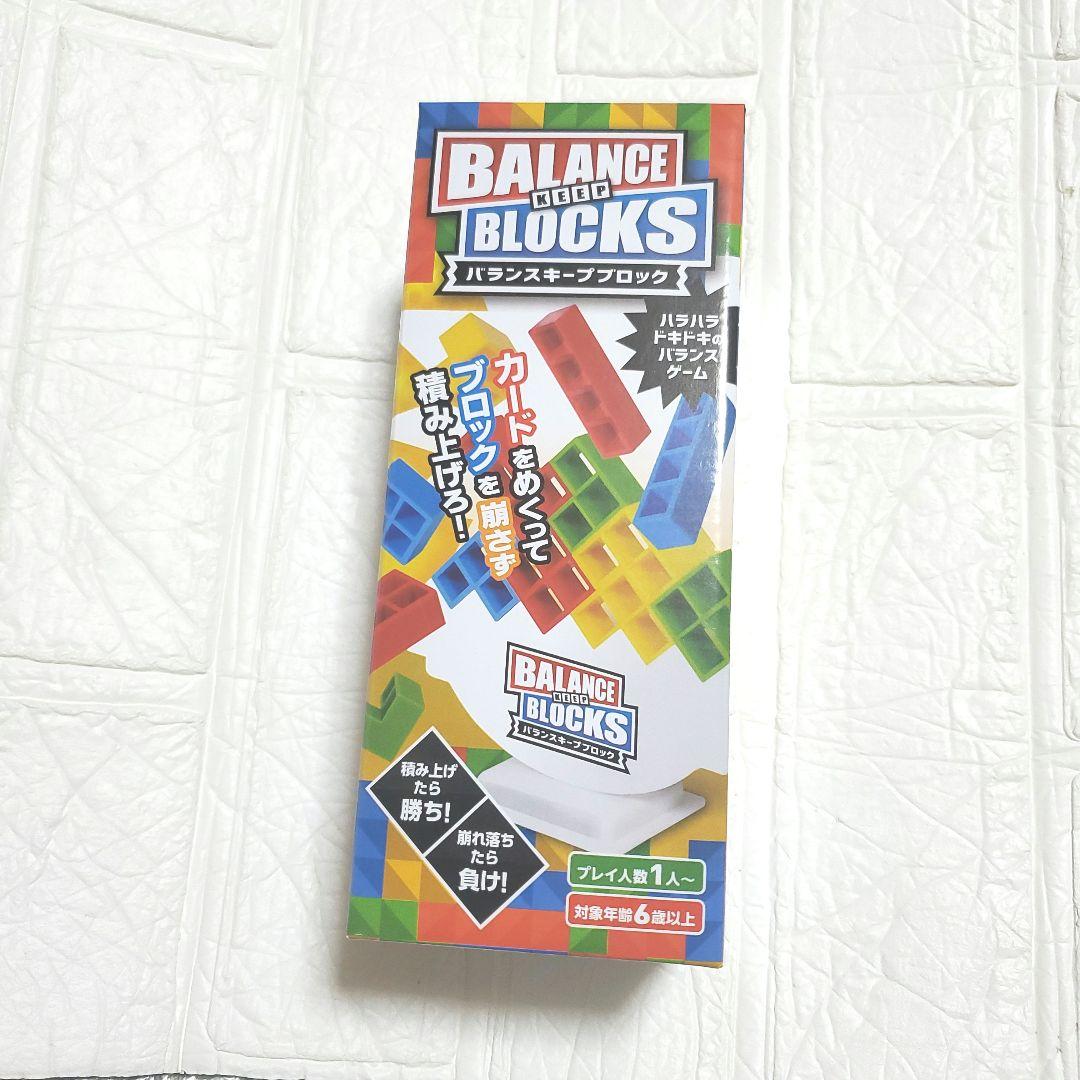 BALANCE
KEEP
BLOCKS
バランスキープブロック
ハラハラ
ドキドキの
バランス
ゲーム
カードをめくって
ブロックを崩さず
積み上げろ!
BALANCE
KEEP
BLOCKS
バランスキープブロック
積み上げ
たら
勝ち!
崩れ落ち
たら
負け!
プレイ人数1人～
対象年齢6歳以上